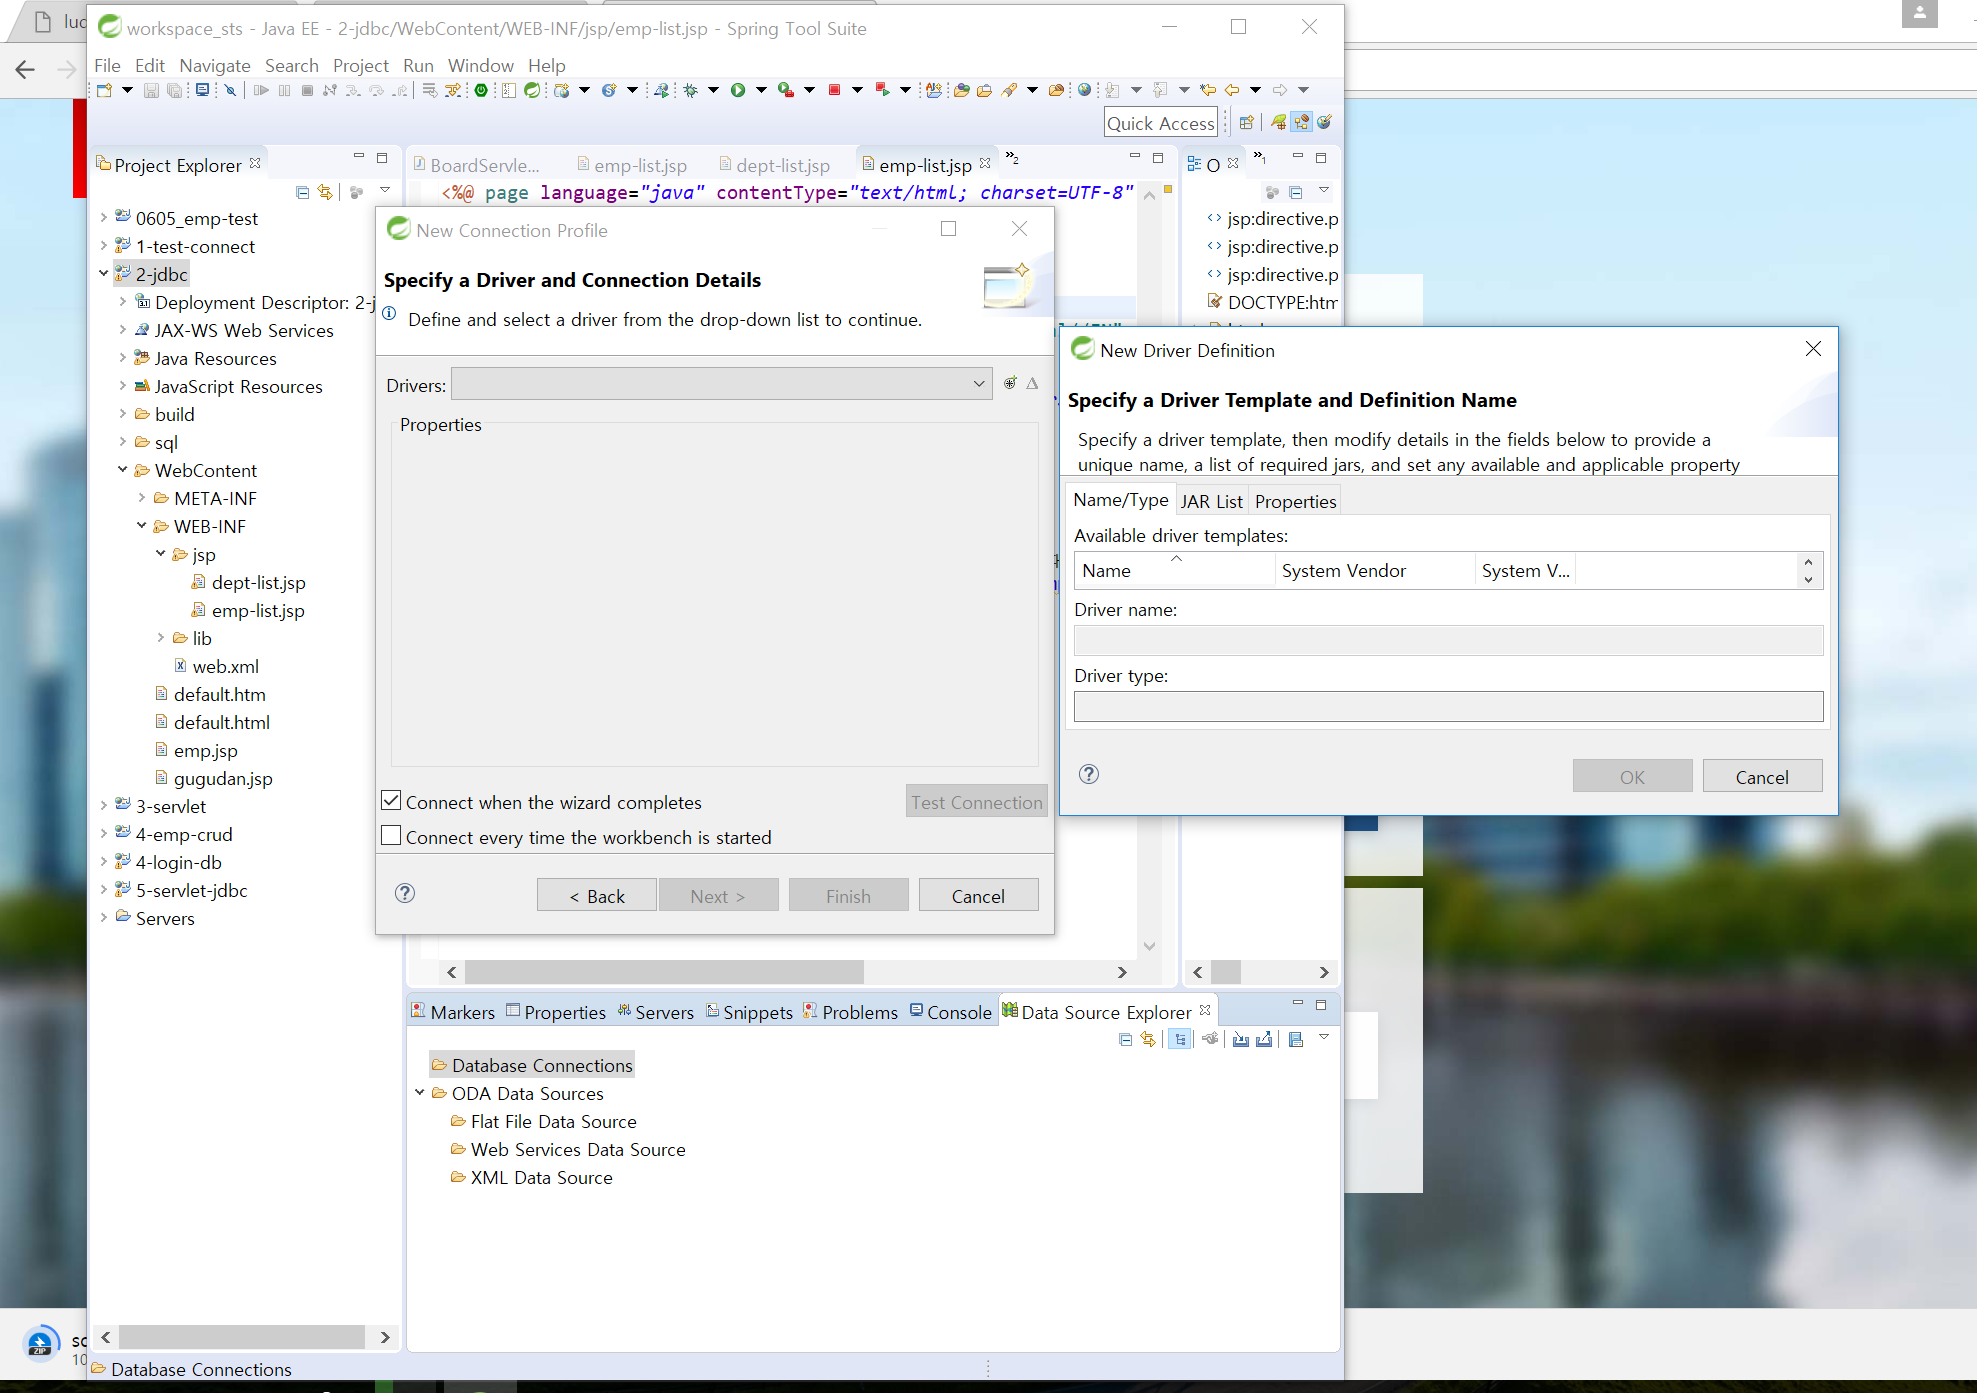 workspace_sts - Java EE - 2-jdbc/WebContent/WEB-INF/jsp/emp-list.jsp - Spring Tool Suite
File Edit Navigate Search Project Run Window Help
Quick Access
Project Explorer
BoardServle...
emp-list.jsp
dept-list.jsp
emp-list.jsp
»2
O
»1
<%@ page language="java" contentType="text/html; charset=UTF-8"
0605_emp-test
1-test-connect
2-jdbc
Deployment Descriptor: 2-j
JAX-WS Web Services
Java Resources
JavaScript Resources
build
sql
WebContent
META-INF
WEB-INF
jsp
dept-list.jsp
emp-list.jsp
lib
web.xml
default.htm
default.html
emp.jsp
gugudan.jsp
3-servlet
4-emp-crud
4-login-db
5-servlet-jdbc
Servers
jsp:directive.p
jsp:directive.p
jsp:directive.p
DOCTYPE:htm
New Connection Profile
Specify a Driver and Connection Details
Define and select a driver from the drop-down list to continue.
Drivers:
Properties
Connect when the wizard completes
Test Connection
Connect every time the workbench is started
< Back
Next >
Finish
Cancel
New Driver Definition
Specify a Driver Template and Definition Name
Specify a driver template, then modify details in the fields below to provide a
unique name, a list of required jars, and set any available and applicable property
Name/Type
JAR List
Properties
Available driver templates:
Name
System Vendor
System V...
Driver name:
Driver type:
OK
Cancel
Markers
Properties
Servers
Snippets
Problems
Console
Data Source Explorer
Database Connections
ODA Data Sources
Flat File Data Source
Web Services Data Source
XML Data Source
ZIP
Database Connections